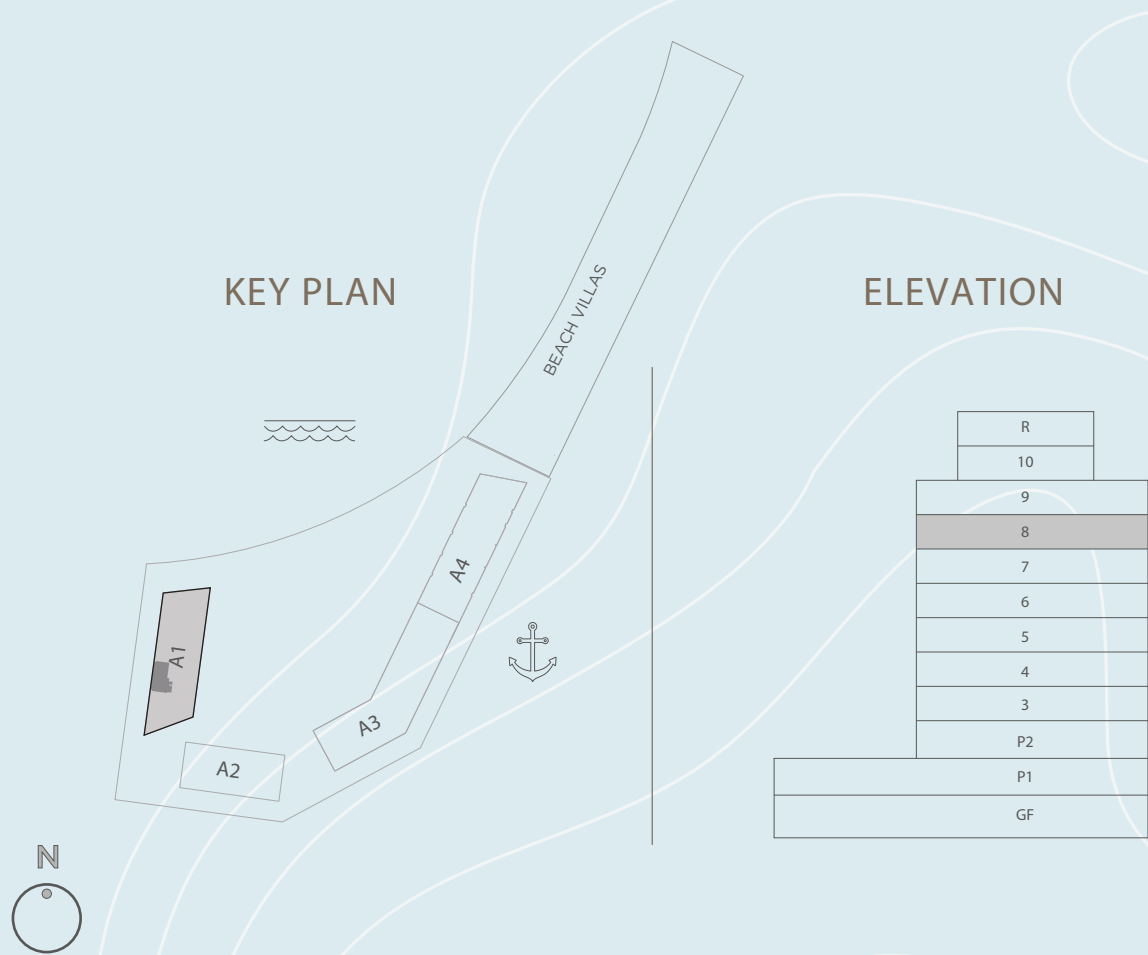 KEY PLAN
BEACH VILLAS
A4
A1
A3
A2
N
ELEVATION
R
10
9
8
7
6
5
4
3
P2
P1
GF